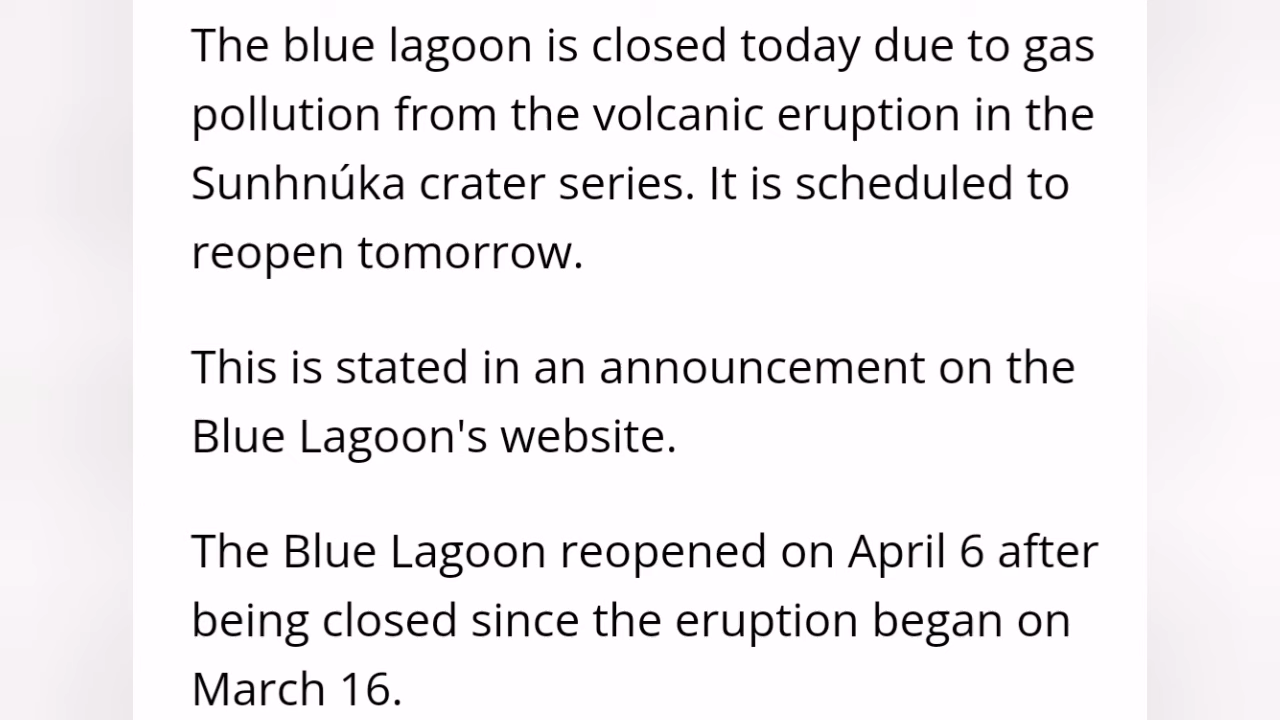 The blue lagoon is closed today due to gas
pollution from the volcanic eruption in the
Sunhnúka crater series. It is scheduled to
reopen tomorrow.
This is stated in an announcement on the
Blue Lagoon's website.
The Blue Lagoon reopened on April 6 after
being closed since the eruption began on
March 16.